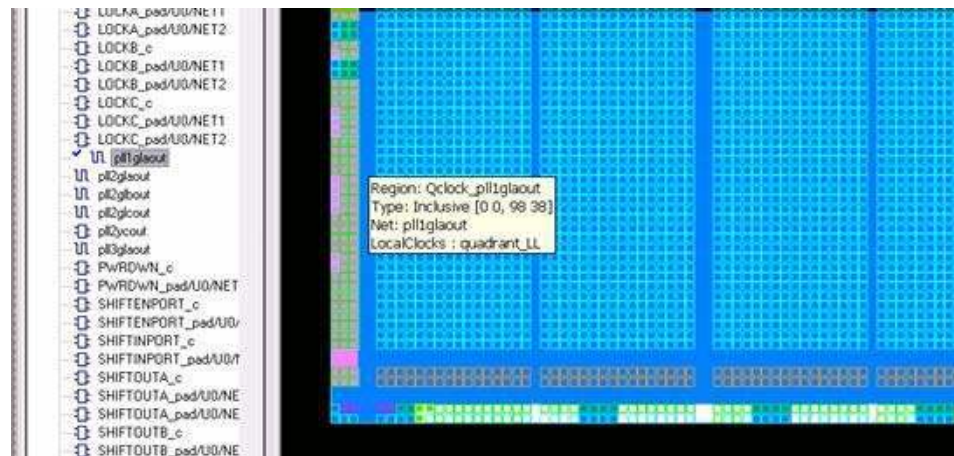 LOCKA_pad/U0/NET1
LOCKA_pad/U0/NET2
LOCKB_c
LOCKB_pad/U0/NET1
LOCKB_pad/U0/NET2
LOCKC_c
LOCKC_pad/U0/NET1
LOCKC_pad/U0/NET2
pll1glaout
pll2glaout
pll2glbout
pll2glcout
pll2ycout
pll3glaout
PWRDWN_c
PWRDWN_pad/U0/NET
SHIFTENPORT_c
SHIFTENPORT_pad/U0/
SHIFTINPORT_c
SHIFTINPORT_pad/U0/
SHIFTOUTA_c
SHIFTOUTA_pad/U0/NE
SHIFTOUTA_pad/U0/NE
SHIFTOUTB_c
SHIFTOUTB_pad/U0/NE
Region: Qclock_pll1glaout
Type: Inclusive [0 0, 98 38]
Net: pll1glaout
LocalClocks : quadrant_LL